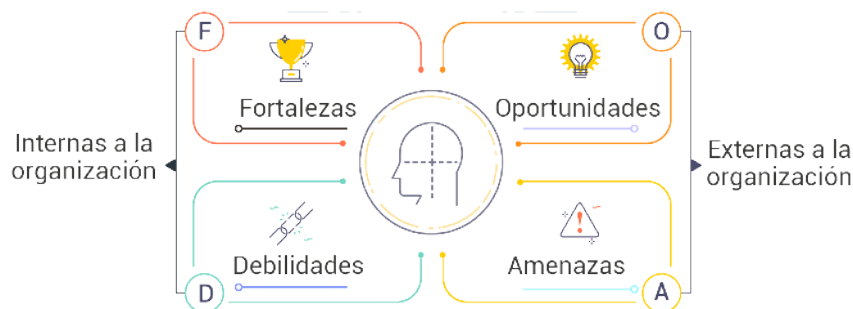 F
O
Fortalezas
Oportunidades
Internas a la
organización
Externas a la
organización
Debilidades
Amenazas
D
A